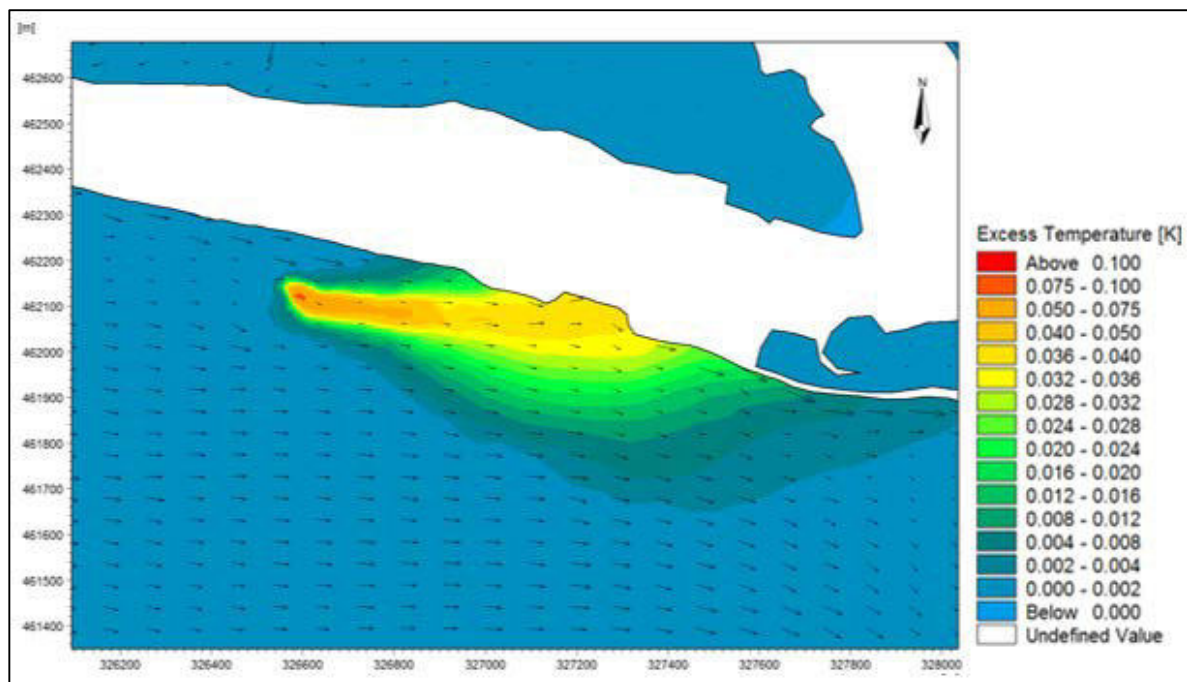 [m]
N
462600
462500
462400
462300
462200
462100
462000
461900
461800
461700
461600
461500
461400
326200 326400 326600 326800 327000 327200 327400 327600 327800 328000
Excess Temperature [K]
Above 0.100
0.075 - 0.100
0.050 - 0.075
0.040 - 0.050
0.036 - 0.040
0.032 - 0.036
0.028 - 0.032
0.024 - 0.028
0.020 - 0.024
0.016 - 0.020
0.012 - 0.016
0.008 - 0.012
0.004 - 0.008
0.002 - 0.004
0.000 - 0.002
Below 0.000
Undefined Value